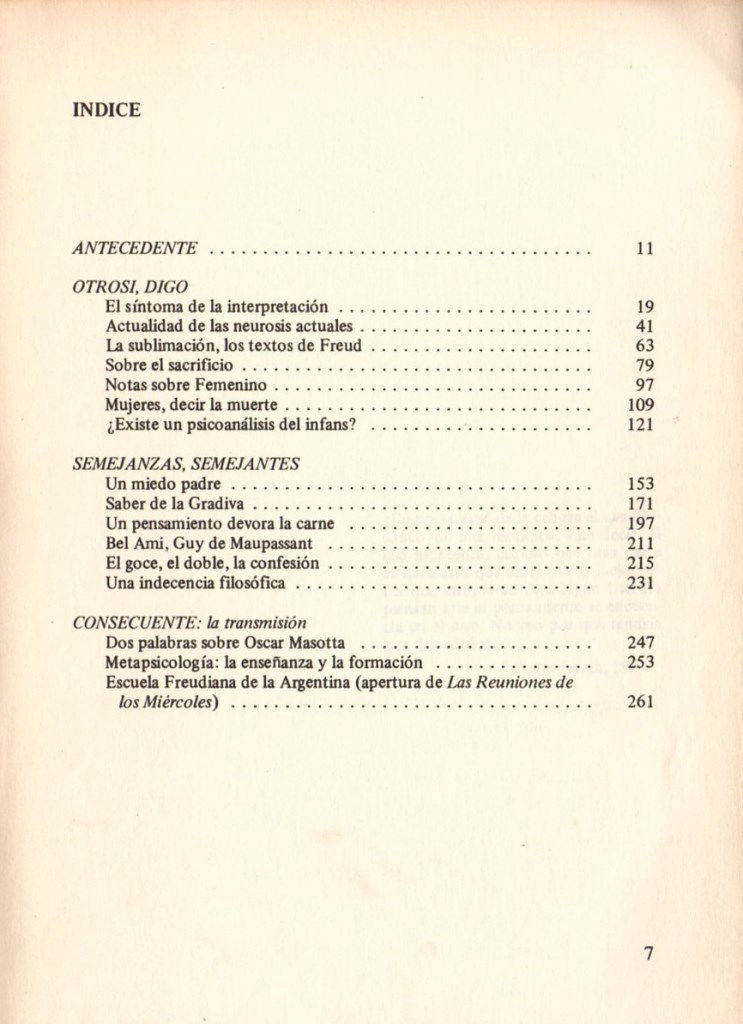 INDICE
ANTECEDENTE . . . . . . . . . . . . . . . . . . . . . . . . . . . . . . . . . . . . 11
OTROSI, DIGO
El síntoma de la interpretación . . . . . . . . . . . . . . . . . . . . . . . . 19
Actualidad de las neurosis actuales . . . . . . . . . . . . . . . . . . . . . . 41
La sublimación, los textos de Freud . . . . . . . . . . . . . . . . . . . . . 63
Sobre el sacrificio . . . . . . . . . . . . . . . . . . . . . . . . . . . . . . . . . 79
Notas sobre Femenino . . . . . . . . . . . . . . . . . . . . . . . . . . . . . . 97
Mujeres, decir la muerte . . . . . . . . . . . . . . . . . . . . . . . . . . . . . 109
¿Existe un psicoanálisis del infans? . . . . . . . . . . . . . . . . . . . . . 121
SEMEJANZAS, SEMEJANTES
Un miedo padre . . . . . . . . . . . . . . . . . . . . . . . . . . . . . . . . . . 153
Saber de la Gradiva . . . . . . . . . . . . . . . . . . . . . . . . . . . . . . . . 171
Un pensamiento devora la carne . . . . . . . . . . . . . . . . . . . . . . . 197
Bel Ami, Guy de Maupassant . . . . . . . . . . . . . . . . . . . . . . . . . 211
El goce, el doble, la confesión . . . . . . . . . . . . . . . . . . . . . . . . . 215
Una indecencia filosófica . . . . . . . . . . . . . . . . . . . . . . . . . . . . 231
CONSECUENTE: la transmisión
Dos palabras sobre Oscar Masotta . . . . . . . . . . . . . . . . . . . . . . 247
Metapsicología: la enseñanza y la formación . . . . . . . . . . . . . . . 253
Escuela Freudiana de la Argentina (apertura de Las Reuniones de
los Miércoles) . . . . . . . . . . . . . . . . . . . . . . . . . . . . . . . . . . 261
7